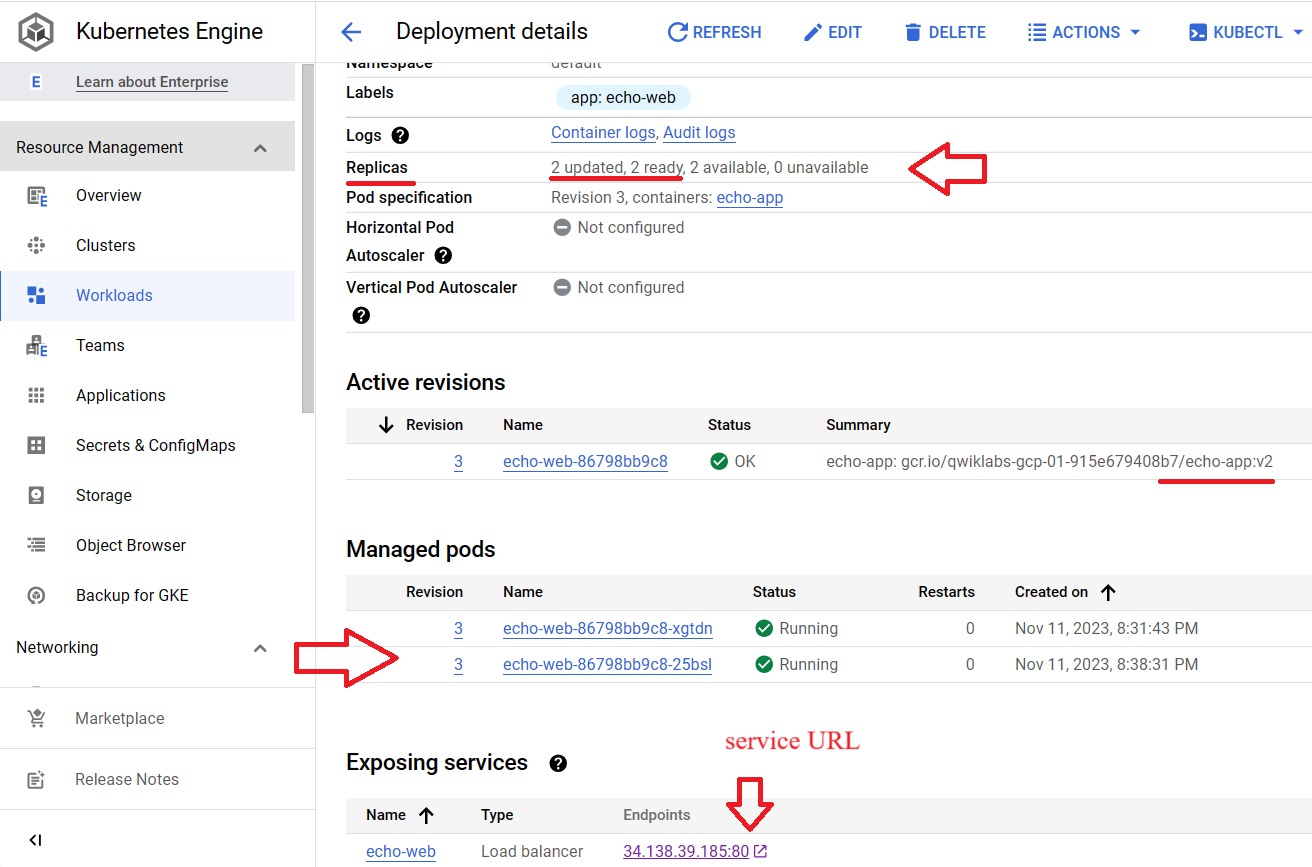 Kubernetes Engine
Deployment details
REFRESH
EDIT
DELETE
ACTIONS
KUBECTL
E Learn about Enterprise
Resource Management
Overview
Clusters
Workloads
Teams
Applications
Secrets & ConfigMaps
Storage
Object Browser
Backup for GKE
Networking
Marketplace
Release Notes
Namespace default
Labels app: echo-web
Logs Container logs, Audit logs
Replicas 2 updated, 2 ready, 2 available, 0 unavailable
Pod specification Revision 3, containers: echo-app
Horizontal Pod Not configured
Autoscaler
Vertical Pod Autoscaler Not configured
Active revisions
Revision Name Status Summary
3 echo-web-86798bb9c8 OK echo-app: gcr.io/qwiklabs-gcp-01-915e679408b7/echo-app:v2
Managed pods
Revision Name Status Restarts Created on
3 echo-web-86798bb9c8-xgtdn Running 0 Nov 11, 2023, 8:31:43 PM
3 echo-web-86798bb9c8-25bsl Running 0 Nov 11, 2023, 8:38:31 PM
service URL
Exposing services
Name Type Endpoints
echo-web Load balancer 34.138.39.185:80